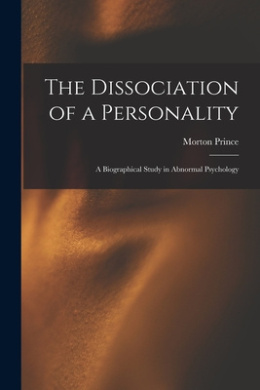 The Dissociation
of a Personality
Morton Prince
A Biographical Study in Abnormal Psychology